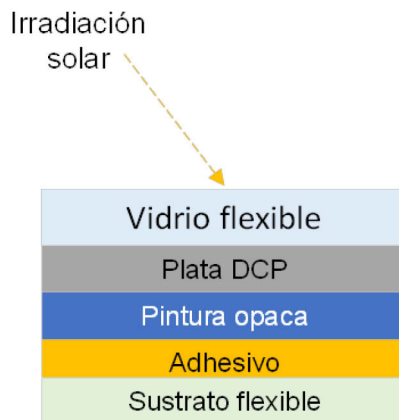 Irradiación
solar
Vidrio flexible
Plata DCP
Pintura opaca
Adhesivo
Sustrato flexible